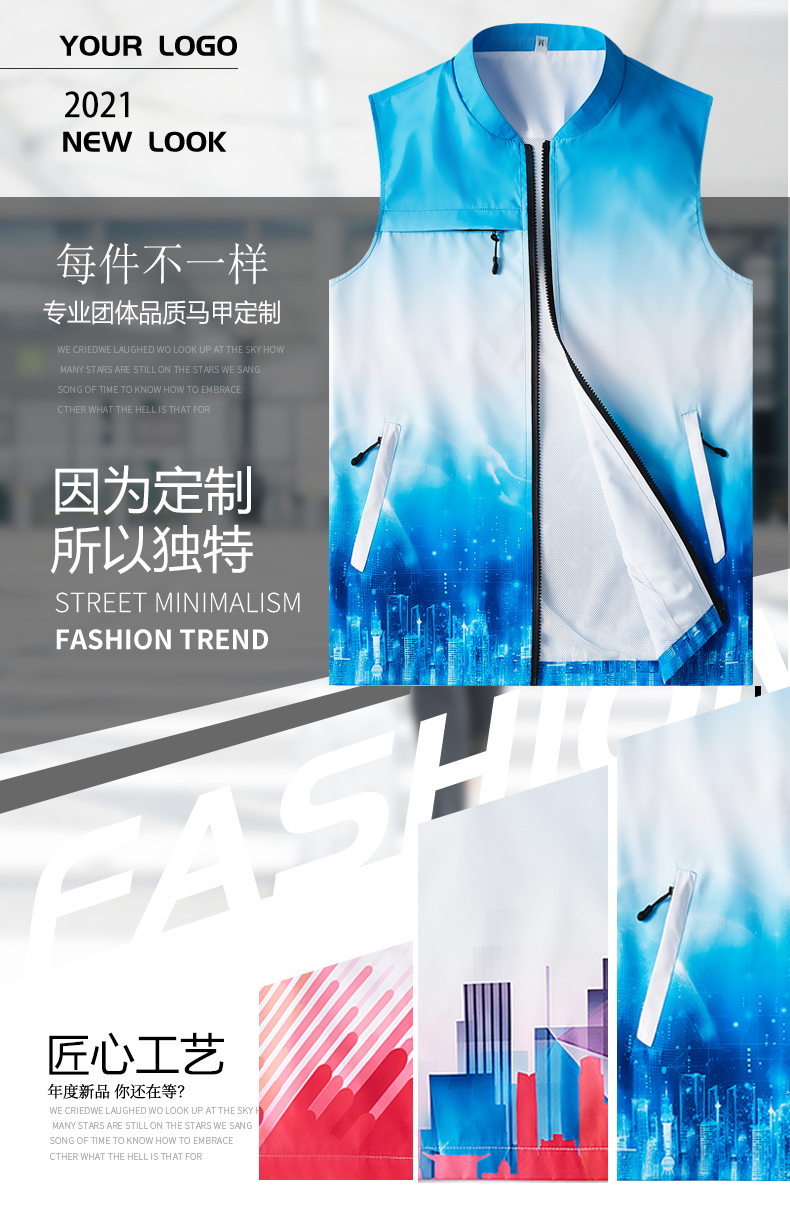 YOUR LOGO
2021
NEW LOOK
每件不一样
专业团体品质马甲定制
WE CRIEDWE LAUGHED WO LOOK UP AT THE SKY HOW
MANY STARS ARE STILL ON THE STARS WE SANG
SONG OF TIME TO KNOW HOW TO EMBRACE
CTHER WHAT THE HELL IS THAT FOR
因为定制
所以独特
STREET MINIMALISM
FASHION TREND
FASHION
匠心工艺
年度新品 你还在等?
WE CRIEDWE LAUGHED WO LOOK UP AT THE SKY H
MANY STARS ARE STILL ON THE STARS WE SANG
SONG OF TIME TO KNOW HOW TO EMBRACE
CTHER WHAT THE HELL IS THAT FOR